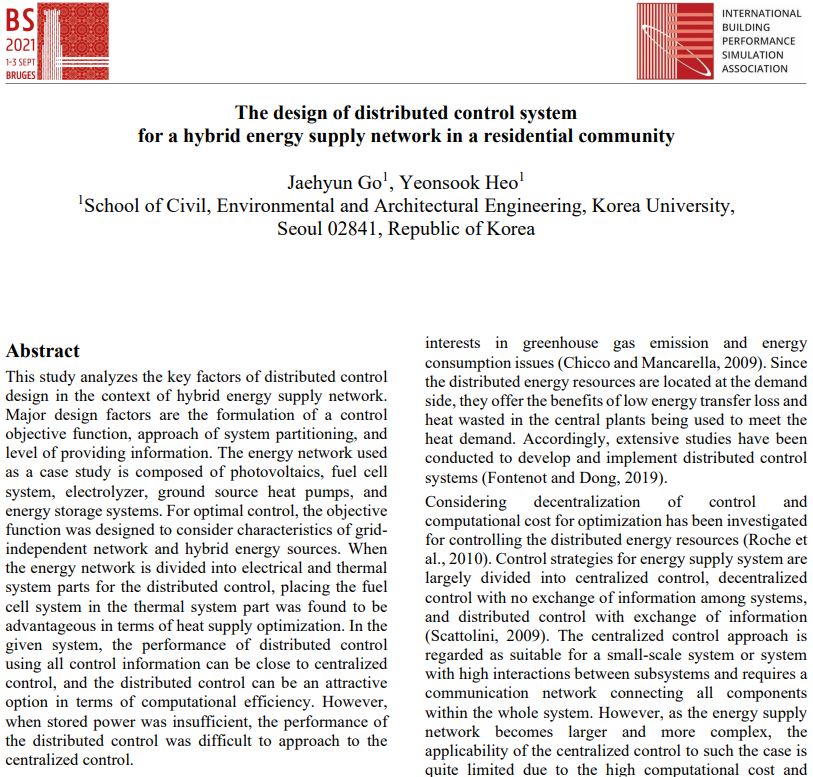 BS
2021
1-3 SEPT
BRUGES
INTERNATIONAL
BUILDING
PERFORMANCE
SIMULATION
ASSOCIATION
The design of distributed control system
for a hybrid energy supply network in a residential community
Jaehyun Go1, Yeonsook Heo1
1School of Civil, Environmental and Architectural Engineering, Korea University,
Seoul 02841, Republic of Korea
Abstract
This study analyzes the key factors of distributed control
design in the context of hybrid energy supply network.
Major design factors are the formulation of a control
objective function, approach of system partitioning, and
level of providing information. The energy network used
as a case study is composed of photovoltaics, fuel cell
system, electrolyzer, ground source heat pumps, and
energy storage systems. For optimal control, the objective
function was designed to consider characteristics of grid-
independent network and hybrid energy sources. When
the energy network is divided into electrical and thermal
system parts for the distributed control, placing the fuel
cell system in the thermal system part was found to be
advantageous in terms of heat supply optimization. In the
given system, the performance of distributed control
using all control information can be close to centralized
control, and the distributed control can be an attractive
option in terms of computational efficiency. However,
when stored power was insufficient, the performance of
the distributed control was difficult to approach to the
centralized control.
interests in greenhouse gas emission and energy
consumption issues (Chicco and Mancarella, 2009). Since
the distributed energy resources are located at the demand
side, they offer the benefits of low energy transfer loss and
heat wasted in the central plants being used to meet the
heat demand. Accordingly, extensive studies have been
conducted to develop and implement distributed control
systems (Fontenot and Dong, 2019).
Considering decentralization of control and
computational cost for optimization has been investigated
for controlling the distributed energy resources (Roche et
al., 2010). Control strategies for energy supply system are
largely divided into centralized control, decentralized
control with no exchange of information among systems,
and distributed control with exchange of information
(Scattolini, 2009). The centralized control approach is
regarded as suitable for a small-scale system or system
with high interactions between subsystems and requires a
communication network connecting all components
within the whole system. However, as the energy supply
network becomes larger and more complex, the
applicability of the centralized control to such the case is
quite limited due to the high computational cost and